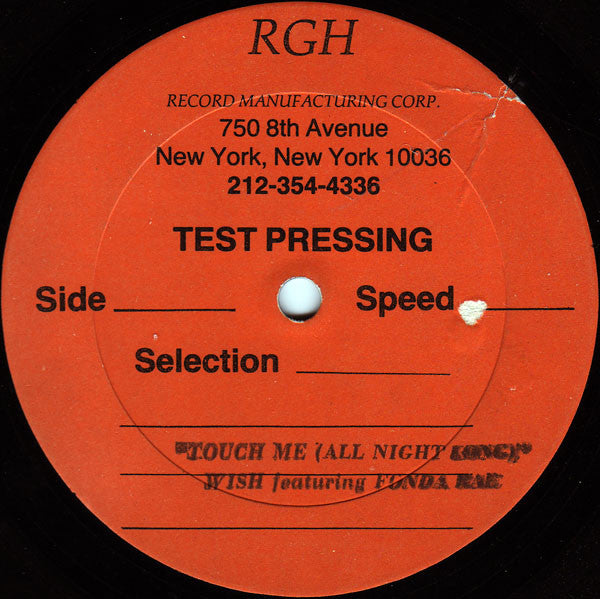 RGH
RECORD MANUFACTURING CORP.
750 8th Avenue
New York, New York 10036
212-354-4336
TEST PRESSING
Side
Speed
Selection
"TOUCH ME (ALL NIGHT LONG)"
WISH featuring FONDA RAE